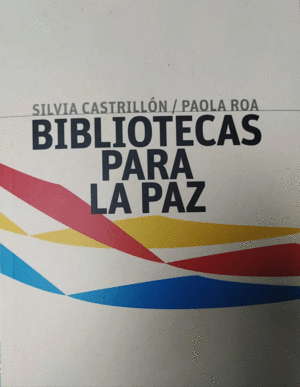 SILVIA CASTRILLÓN / PAOLA ROA
BIBLIOTECAS
PARA
LA PAZ